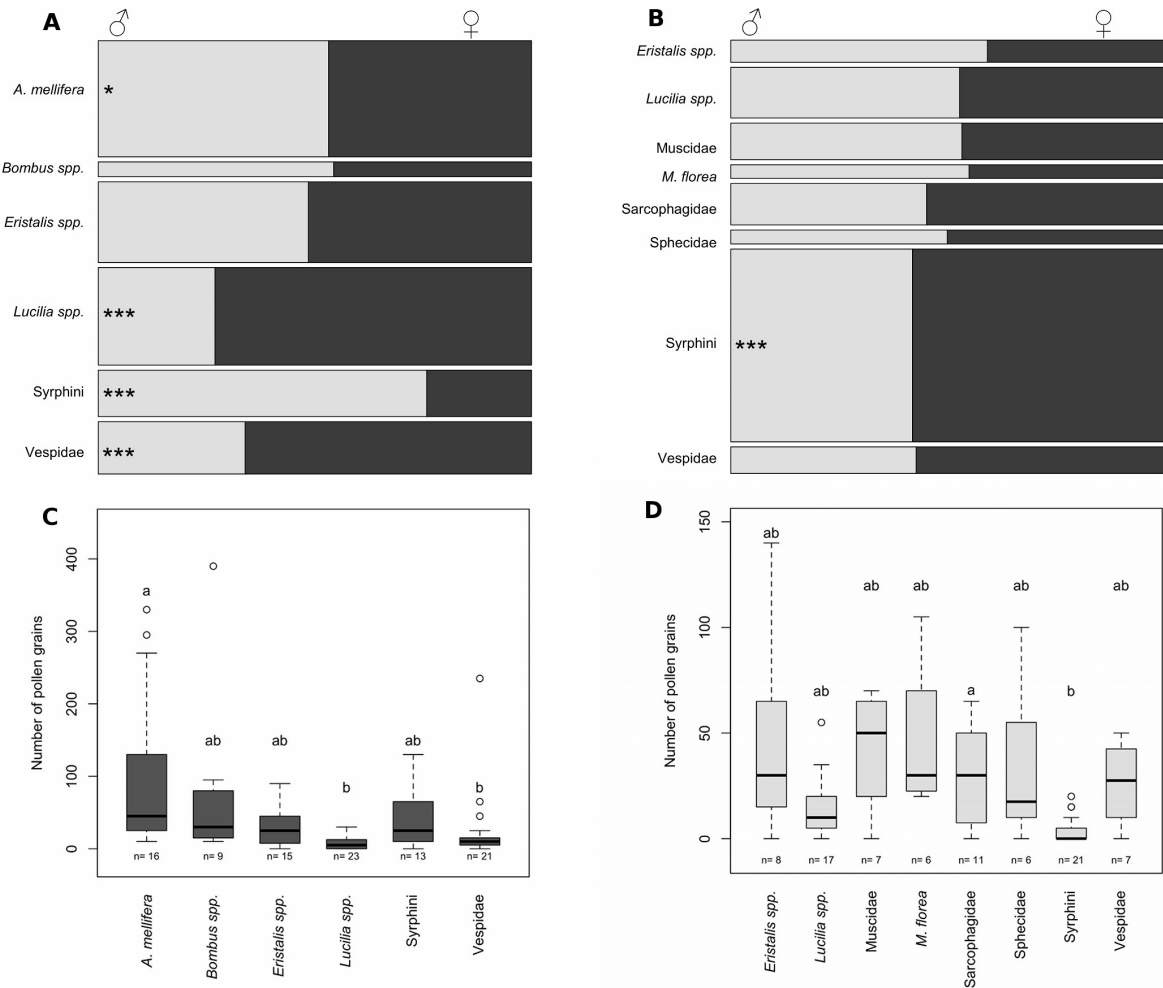 A
♂ ♀
A. mellifera
*
Bombus spp.
Eristalis spp.
Lucilia spp.
***
Syrphini
***
Vespidae
***
B
♂ ♀
Eristalis spp.
Lucilia spp.
Muscidae
M. florea
Sarcophagidae
Sphecidae
Syrphini
***
Vespidae
C
Number of pollen grains
400
300
200
100
0
a
ab
ab
b
ab
b
n= 16 n= 9 n= 15 n= 23 n= 13 n= 21
A. mellifera
Bombus spp.
Eristalis spp.
Lucilia spp.
Syrphini
Vespidae
D
Number of pollen grains
150
100
50
0
ab
ab
ab
ab
a
ab
b
ab
n= 8 n= 17 n= 7 n= 6 n= 11 n= 6 n= 21 n= 7
Eristalis spp.
Lucilia spp.
Muscidae
M. florea
Sarcophagidae
Sphecidae
Syrphini
Vespidae